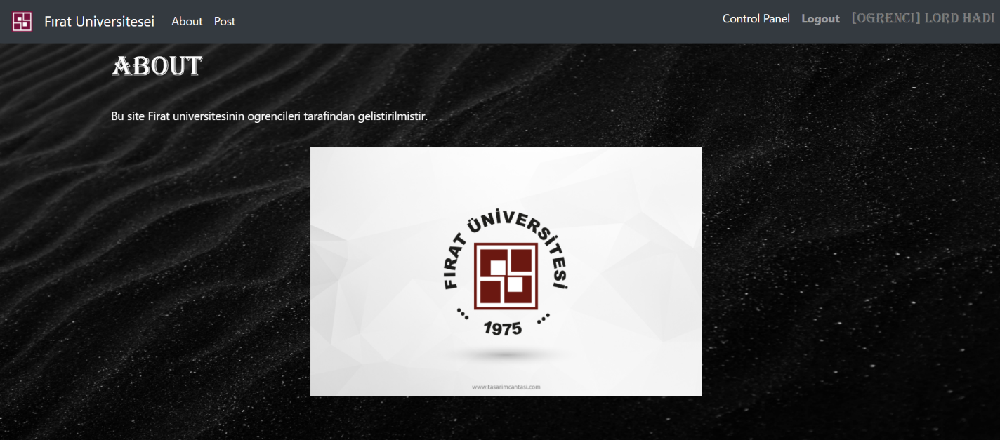 Fırat Universitesei About Post Control Panel Logout [OGRENCI] LORD HADI
ABOUT
Bu site Firat universitesinin ogrencileri tarafindan gelistirilmistir.
FIRAT ÜNİVERSİTESİ
1975
www.tasarimcantasi.com